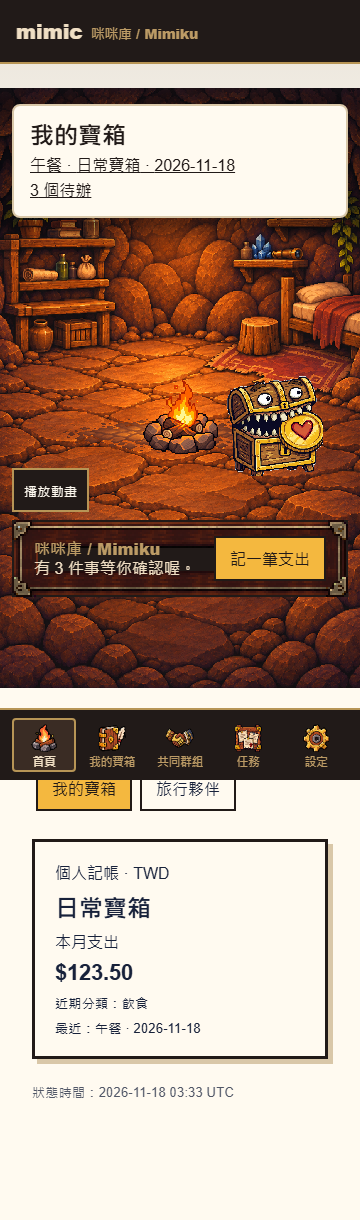 mimic 咪咪庫 / Mimiku
我的寶箱
午餐 · 日常寶箱 · 2026-11-18
3 個待辦
播放動畫
咪咪庫 / Mimiku
有 3 件事等你確認喔。
記一筆支出
首頁
我的寶箱
共同群組
任務
設定
我的寶箱
旅行夥伴
個人記帳 · TWD
日常寶箱
本月支出
$123.50
近期分類：飲食
最近：午餐 · 2026-11-18
狀態時間：2026-11-18 03:33 UTC